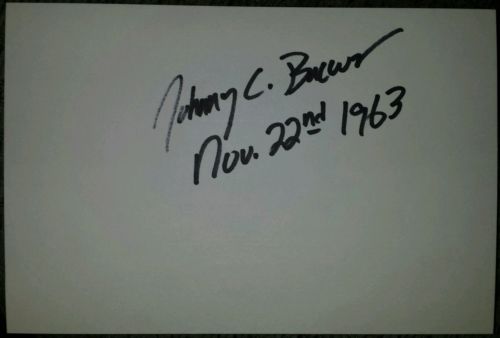 Johnny C. Brewer
Nov. 22nd 1963